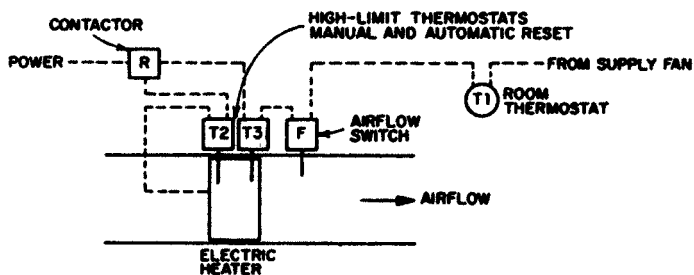 HIGH-LIMIT THERMOSTATS
MANUAL AND AUTOMATIC RESET
CONTACTOR
POWER
R
FROM SUPPLY FAN
T1
ROOM
THERMOSTAT
T2
T3
F
AIRFLOW
SWITCH
AIRFLOW
ELECTRIC
HEATER